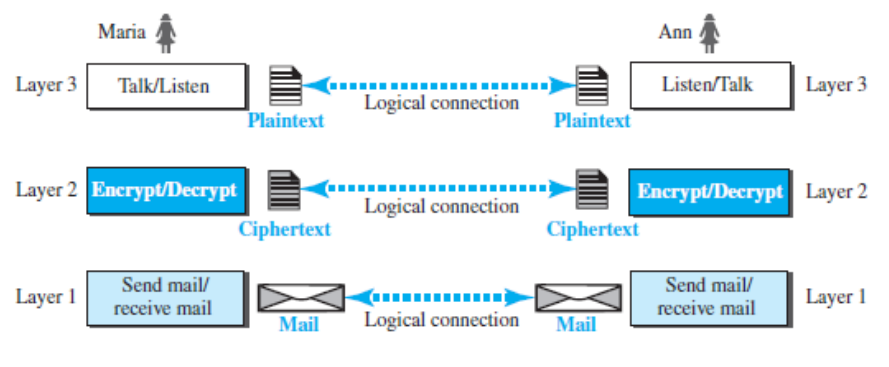 Maria Ann
Layer 3 Talk/Listen Listen/Talk Layer 3
Logical connection
Plaintext Plaintext
Layer 2 Encrypt/Decrypt Encrypt/Decrypt Layer 2
Logical connection
Ciphertext Ciphertext
Send mail/ Send mail/
Layer 1 receive mail receive mail Layer 1
Mail Logical connection Mail